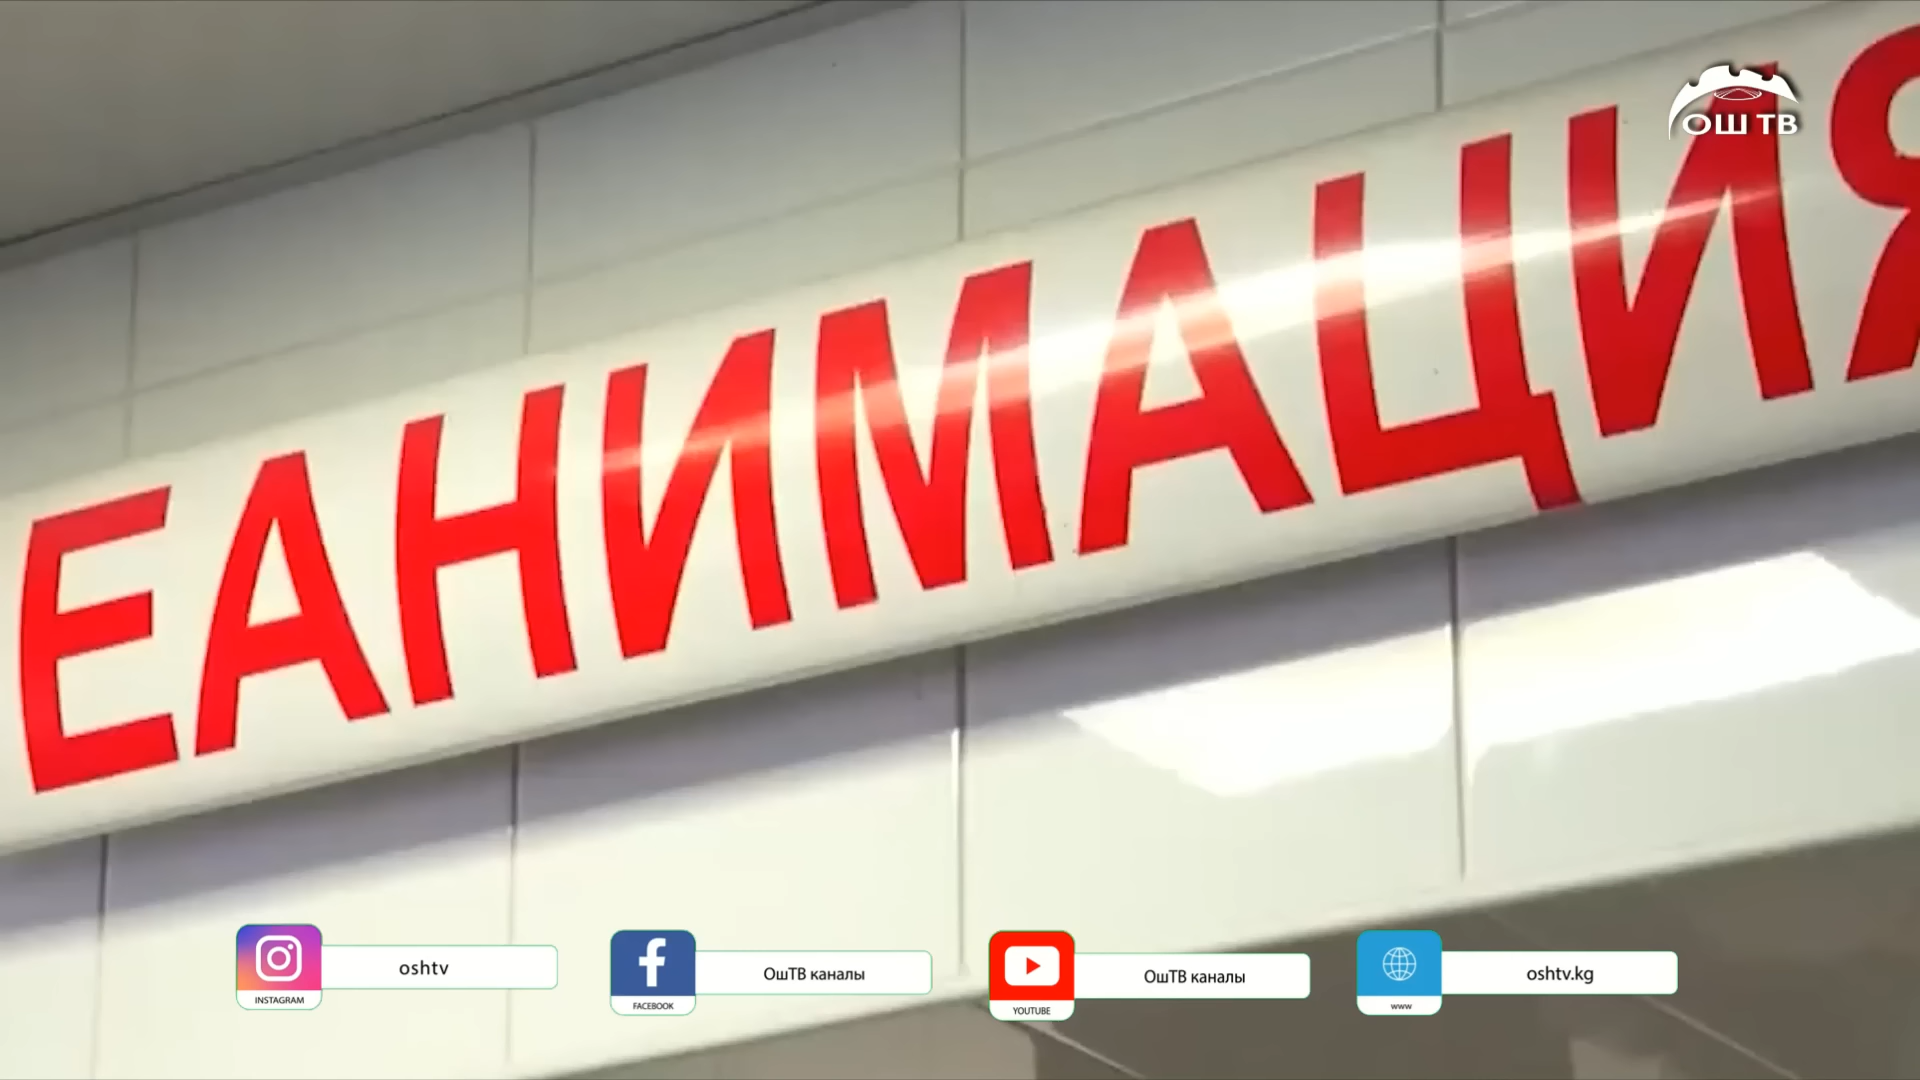 ОШ ТВ
ЕАНИМАЦИЯ
oshtv
INSTAGRAM
ОшТВ каналы
FACEBOOK
ОшТВ каналы
YOUTUBE
oshtv.kg
www